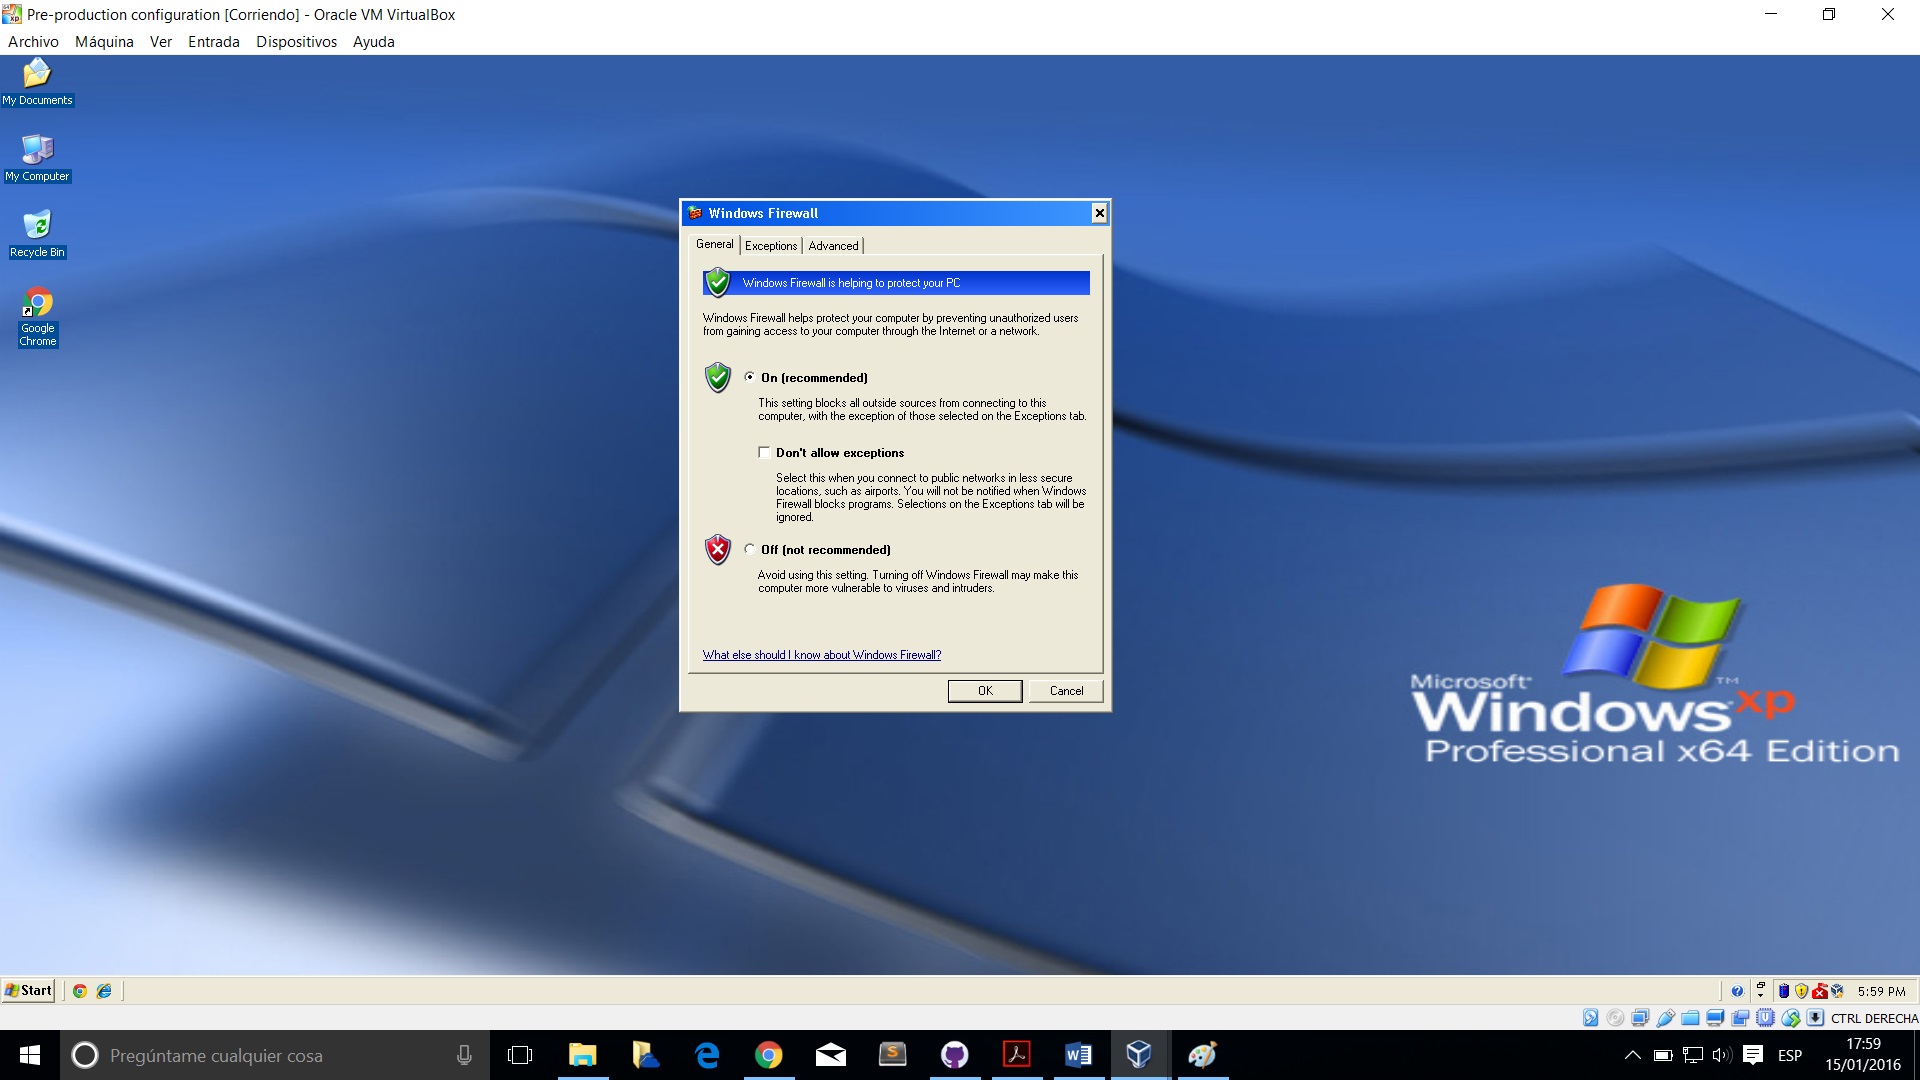 Pre-production configuration [Corriendo] - Oracle VM VirtualBox
Archivo Máquina Ver Entrada Dispositivos Ayuda
My Documents
My Computer
Recycle Bin
Google
Chrome
Windows Firewall
General Exceptions Advanced
Windows Firewall is helping to protect your PC
Windows Firewall helps protect your computer by preventing unauthorized users
from gaining access to your computer through the Internet or a network.
On (recommended)
This setting blocks all outside sources from connecting to this
computer, with the exception of those selected on the Exceptions tab.
Don't allow exceptions
Select this when you connect to public networks in less secure
locations, such as airports. You will not be notified when Windows
Firewall blocks programs. Selections on the Exceptions tab will be
ignored.
Off (not recommended)
Avoid using this setting. Turning off Windows Firewall may make this
computer more vulnerable to viruses and intruders.
What else should I know about Windows Firewall?
OK Cancel
Microsoft
Windows xp ™
Professional x64 Edition
Start
5:59 PM
CTRL DERECHA
Pregúntame cualquier cosa
ESP
17:59
15/01/2016